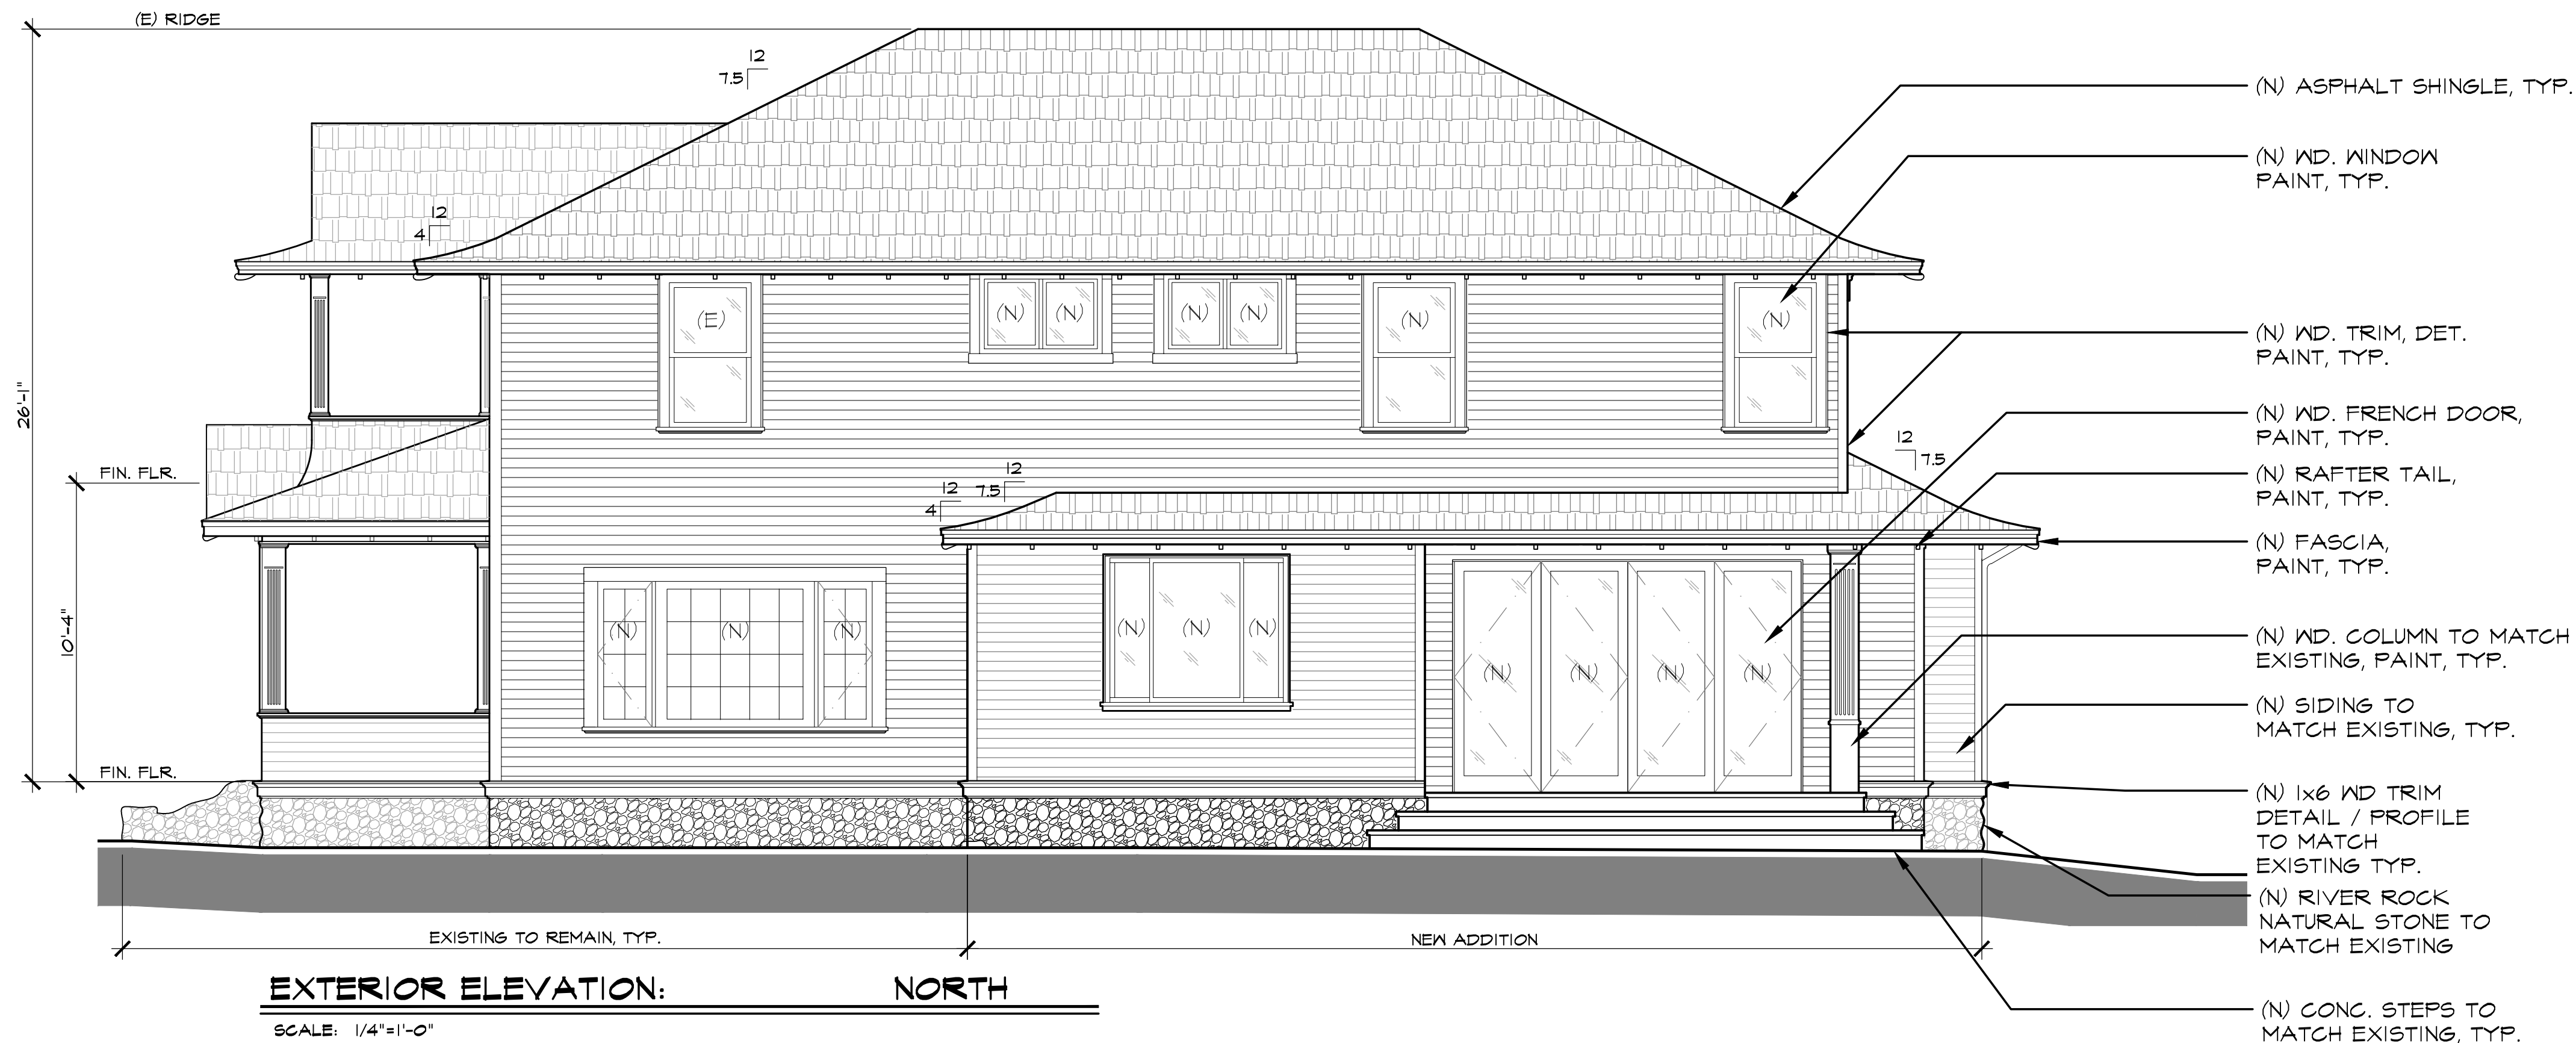 (E) RIDGE
12
7.5
12
4
26'-1"
FIN. FLR.
10'-4"
FIN. FLR.
(E)
(N)
(N)
(N)
(N)
(N)
(N)
12
7.5
12
7.5
12
4
(N)
(N)
(N)
(N)
(N)
(N)
(N)
(N)
(N)
(N)
(N) ASPHALT SHINGLE, TYP.
(N) WD. WINDOW
PAINT, TYP.
(N) WD. TRIM, DET.
PAINT, TYP.
(N) WD. FRENCH DOOR,
PAINT, TYP.
(N) RAFTER TAIL,
PAINT, TYP.
(N) FASCIA,
PAINT, TYP.
(N) WD. COLUMN TO MATCH
EXISTING, PAINT, TYP.
(N) SIDING TO
MATCH EXISTING, TYP.
(N) 1x6 WD TRIM
DETAIL / PROFILE
TO MATCH
EXISTING TYP.
(N) RIVER ROCK
NATURAL STONE TO
MATCH EXISTING
(N) CONC. STEPS TO
MATCH EXISTING, TYP.
EXISTING TO REMAIN, TYP.
NEW ADDITION
EXTERIOR ELEVATION: NORTH
SCALE: 1/4"=1'-0"